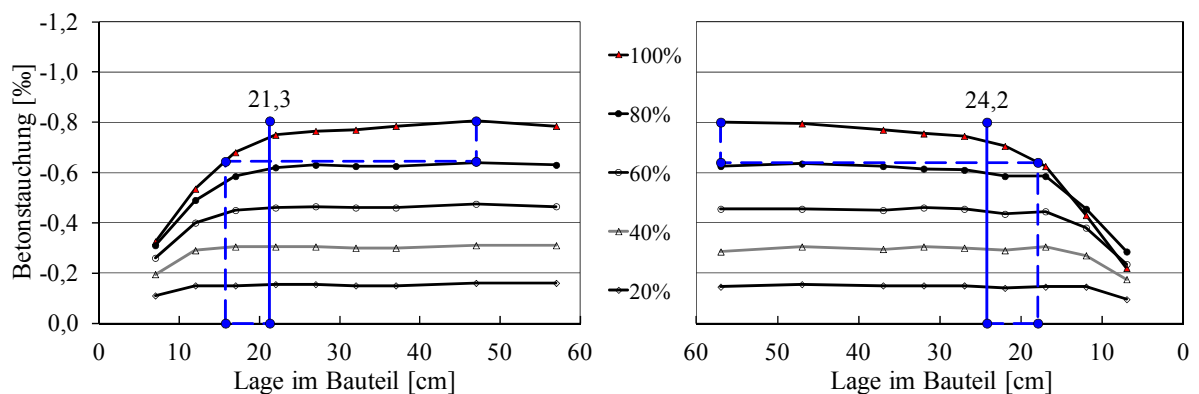 Betonstauchung [‰]
-1,2
-1,0
-0,8
-0,6
-0,4
-0,2
0,0
21,3
0 10 20 30 40 50 60
Lage im Bauteil [cm]
100%
80%
60%
40%
20%
24,2
60 50 40 30 20 10 0
Lage im Bauteil [cm]